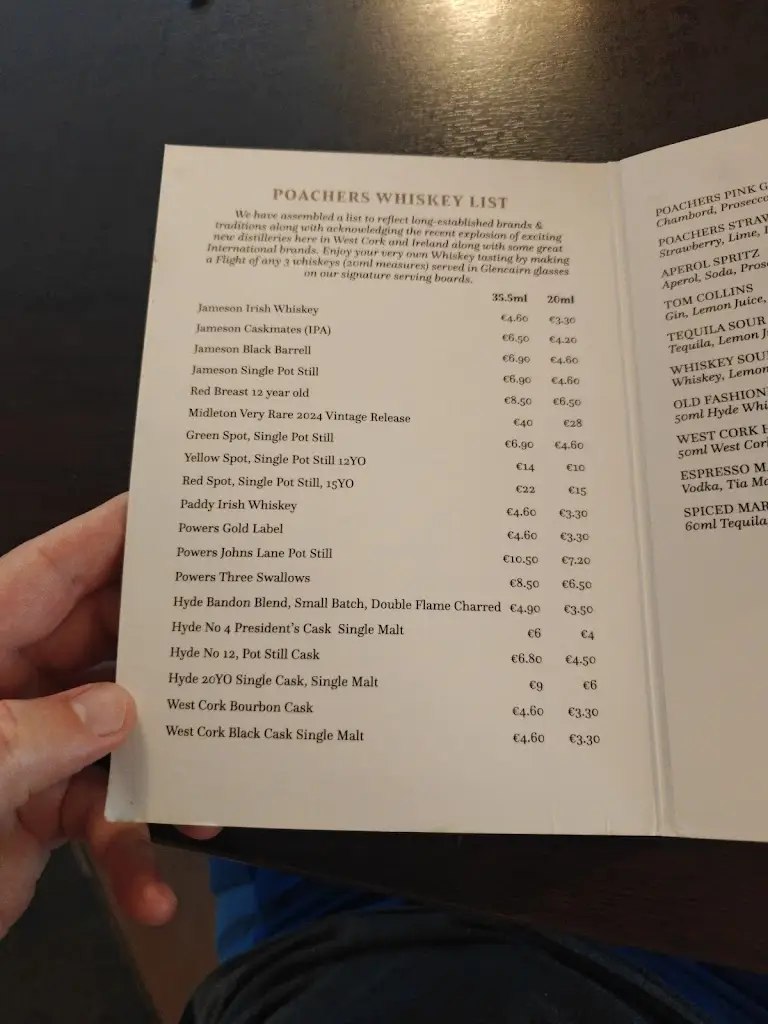 POACHERS WHISKEY LIST
We have assembled a list to reflect long-established brands &
traditions along with acknowledging the recent explosion of exciting
new distilleries here in West Cork and Ireland along with some great
International brands. Enjoy your very own Whiskey tasting by making
a Flight of any 3 whiskeys (20ml measures) served in Glencairn glasses
on our signature serving boards.
35.5ml 20ml
Jameson Irish Whiskey €4.60 €3.30
Jameson Caskmates (IPA) €6.50 €4.20
Jameson Black Barrell €6.90 €4.60
Jameson Single Pot Still €6.90 €4.60
Red Breast 12 year old €8.50 €6.50
Midleton Very Rare 2024 Vintage Release €40 €28
Green Spot, Single Pot Still €6.90 €4.60
Yellow Spot, Single Pot Still 12YO €14 €10
Red Spot, Single Pot Still, 15YO €22 €15
Paddy Irish Whiskey €4.60 €3.30
Powers Gold Label €4.60 €3.30
Powers Johns Lane Pot Still €10.50 €7.20
Powers Three Swallows €8.50 €6.50
Hyde Bandon Blend, Small Batch, Double Flame Charred €4.90 €3.50
Hyde No 4 President's Cask Single Malt €6 €4
Hyde No 12, Pot Still Cask €6.80 €4.50
Hyde 20YO Single Cask, Single Malt €9 €6
West Cork Bourbon Cask €4.60 €3.30
West Cork Black Cask Single Malt €4.60 €3.30
POACHERS PINK
Chambord, Prosecco
POACHERS
Strawberry, Lime,
APEROL SPRITZ
Aperol, Soda,
TOM COLLINS
Gin, Lemon Juice,
TEQUILA SOUR
Tequila, Lemon
WHISKEY
Whiskey, Lemon
OLD
50ml Hyde
WEST CORK
50ml West
ESPRESSO
Vodka, Tia
SPICED
60ml Tequila